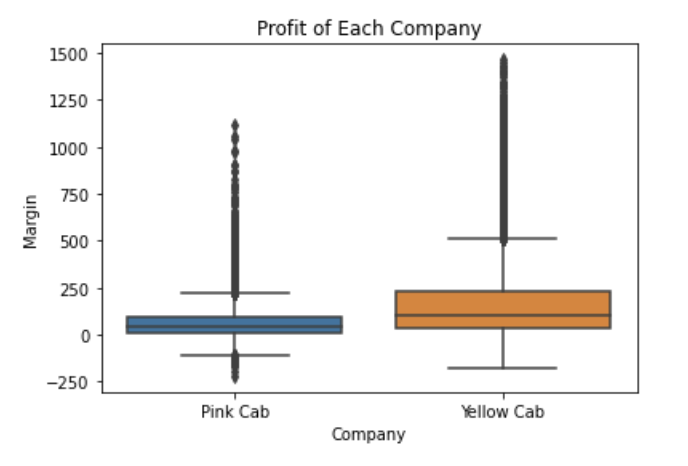 Profit of Each Company
1500
1250
1000
750
500
250
0
−250
Margin
Pink Cab
Yellow Cab
Company